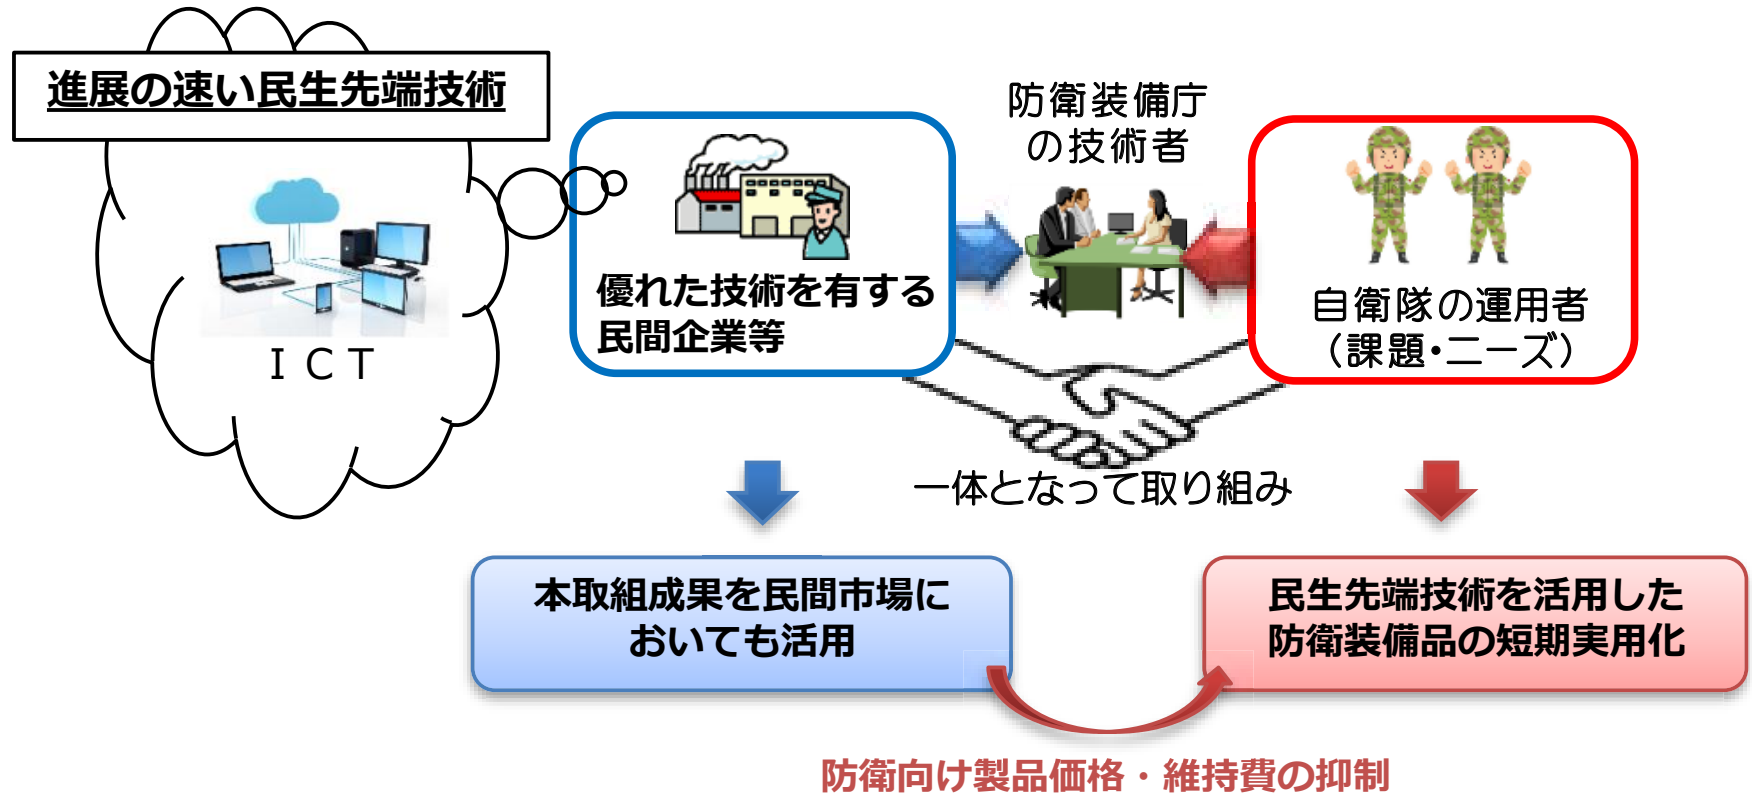 進展の速い民生先端技術
ＩＣＴ
優れた技術を有する
民間企業等
防衛装備庁
の技術者
自衛隊の運用者
（課題・ニーズ）
一体となって取り組み
本取組成果を民間市場に
おいても活用
民生先端技術を活用した
防衛装備品の短期実用化
防衛向け製品価格・維持費の抑制